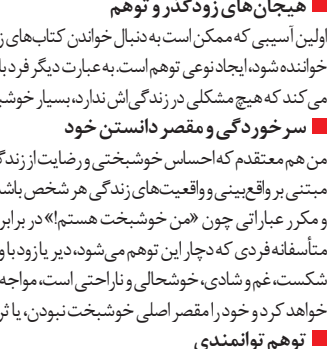 هیجان‌های زودگذر و توهم
اولین آسیبی که ممکن است به دنبال خواندن کتاب‌های ز
خواننده شود، ایجاد نوعی توهم است. به عبارت دیگر فرد با
می کند که هیچ مشکلی در زندگی‌اش ندارد، بسیار خوشب
سرخوردگی و مقصر دانستن خود
من هم معتقدم که احساس خوشبختی و رضایت از زندگ
مبتنی بر واقع‌بینی و واقعیت‌های زندگی هر شخص باشد
و مکرر عباراتی چون «من خوشبخت هستم!» در برابر
متأسفانه فردی که دچار این توهم می‌شود، دیر یا زود با و
شکست، غم و شادی، خوشحالی و ناراحتی است، مواجه
خواهد کرد و خود را مقصر اصلی خوشبخت نبودن، یا ثر
توهم توانمندی